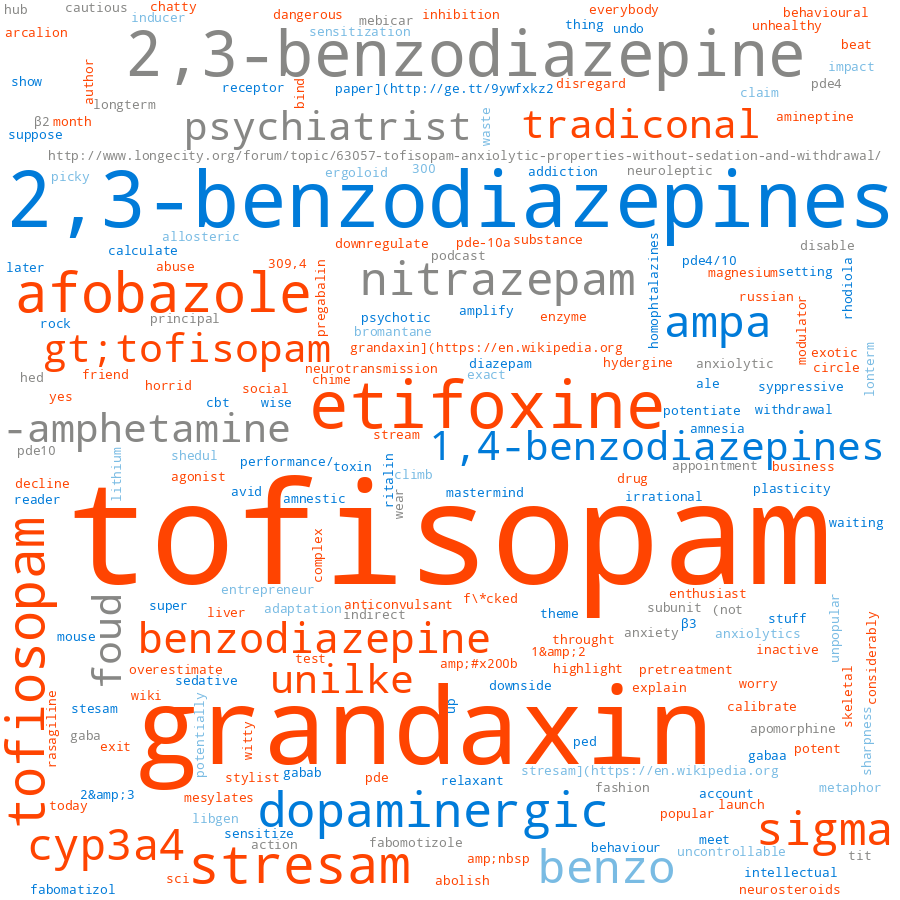 hub
cautious
chatty
inducer
dangerous
mebicar
inhibition
everybody
behavioural
arcalion
sensitization
thing
undo
unhealthy
2,3-benzodiazepine
beat
impact
show
author
receptor
bind
paper](http://ge.tt/9ywfxkz2
disregard
pde4
claim
longterm
β2
month
suppose
psychiatrist
waste
tradiconal
amineptine
http://www.longecity.org/forum/topic/63057-tofisopam-anxiolytic-properties-without-sedation-and-withdrawal/
picky
ergoloid
300
addiction
neuroleptic
2,3-benzodiazepines
allosteric
calculate
downregulate
pde-10a
substance
disable
podcast
later
abuse
309,4
pregabalin
homophtalazines
pde4/10
magnesium
setting
rhodiola
afobazole
nitrazepam
russian
rock
principal
psychotic
amplify
enzyme
bromantane
ampa
modulator
gt;tofisopam
grandaxin](https://en.wikipedia.org
exotic
circle
lonterm
hed
friend
neurotransmission
chime
diazepam
exact
hydergine
anxiolytic
yes
horrid
social
ale
syppressive
cbt
wise
etifoxine
potentiate
withdrawal
-amphetamine
stream
amnesia
1,4-benzodiazepines
pde10
lithium
shedul
performance/
toxin
ritalin
climb
appointment
business
decline
agonist
drug
reader
avid
amnestic
wear
mastermind
irrational
plasticity
tofisopam
waiting
tofiosopam
complex
entrepreneur
enthusiast
foud
super
liver
adaptation
anticonvulsant
indirect
f\*cked
theme
subunit
(not
β3
stuff
unpopular
considerably
mouse
benzodiazepine
throught
anxiety
anxiolytics
1&amp;2
inactive
overestimate
test
amp;#x200b
highlight
pretreatment
sedative
unilke
downside
explain
worry
skeletal
rasagiline
wiki
stesam
potentially
grandaxin
up
calibrate
sharpness
gaba
exit
witty
ped
apomorphine
gabaa
potent
stylist
gabab
pde
relaxant
stresam](https://en.wikipedia.org
fashion
metaphor
2&amp;3
today
mesylates
account
launch
libgen
dopaminergic
popular
sensitize
sigma
cyp3a4
action
fabomotizole
behaviour
meet
uncontrollable
tit
stresam
amp;nbsp
benzo
fabomatizol
sci
abolish
intellectual
neurosteroids